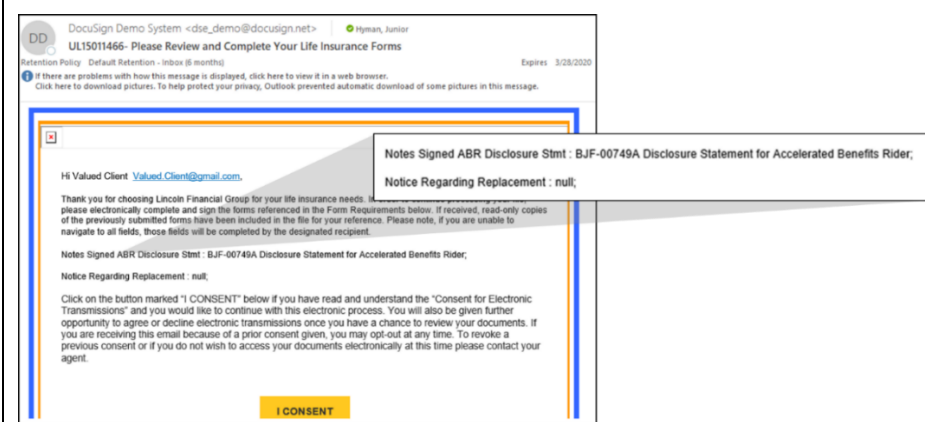 DD
DocuSign Demo System <dse_demo@docusign.net>
Hyman, Junior
UL15011466- Please Review and Complete Your Life Insurance Forms
Retention Policy Default Retention - Inbox (6 months)
Expires 3/28/2020
If there are problems with how this message is displayed, click here to view it in a web browser.
Click here to download pictures. To help protect your privacy, Outlook prevented automatic download of some pictures in this message.
Notes Signed ABR Disclosure Stmt : BJF-00749A Disclosure Statement for Accelerated Benefits Rider;
Notice Regarding Replacement : null;
Hi Valued Client Valued.Client@gmail.com,
Thank you for choosing Lincoln Financial Group for your life insurance needs. In order to continue processing your file,
please electronically complete and sign the forms referenced in the Form Requirements below. If received, read-only copies
of the previously submitted forms have been included in the file for your reference. Please note, if you are unable to
navigate to all fields, those fields will be completed by the designated recipient.
Notes Signed ABR Disclosure Stmt : BJF-00749A Disclosure Statement for Accelerated Benefits Rider;
Notice Regarding Replacement : null;
Click on the button marked "I CONSENT" below if you have read and understand the "Consent for Electronic
Transmissions" and you would like to continue with this electronic process. You will also be given further
opportunity to agree or decline electronic transmissions once you have a chance to review your documents. If
you are receiving this email because of a prior consent given, you may opt-out at any time. To revoke a
previous consent or if you do not wish to access your documents electronically at this time please contact your
agent.
I CONSENT